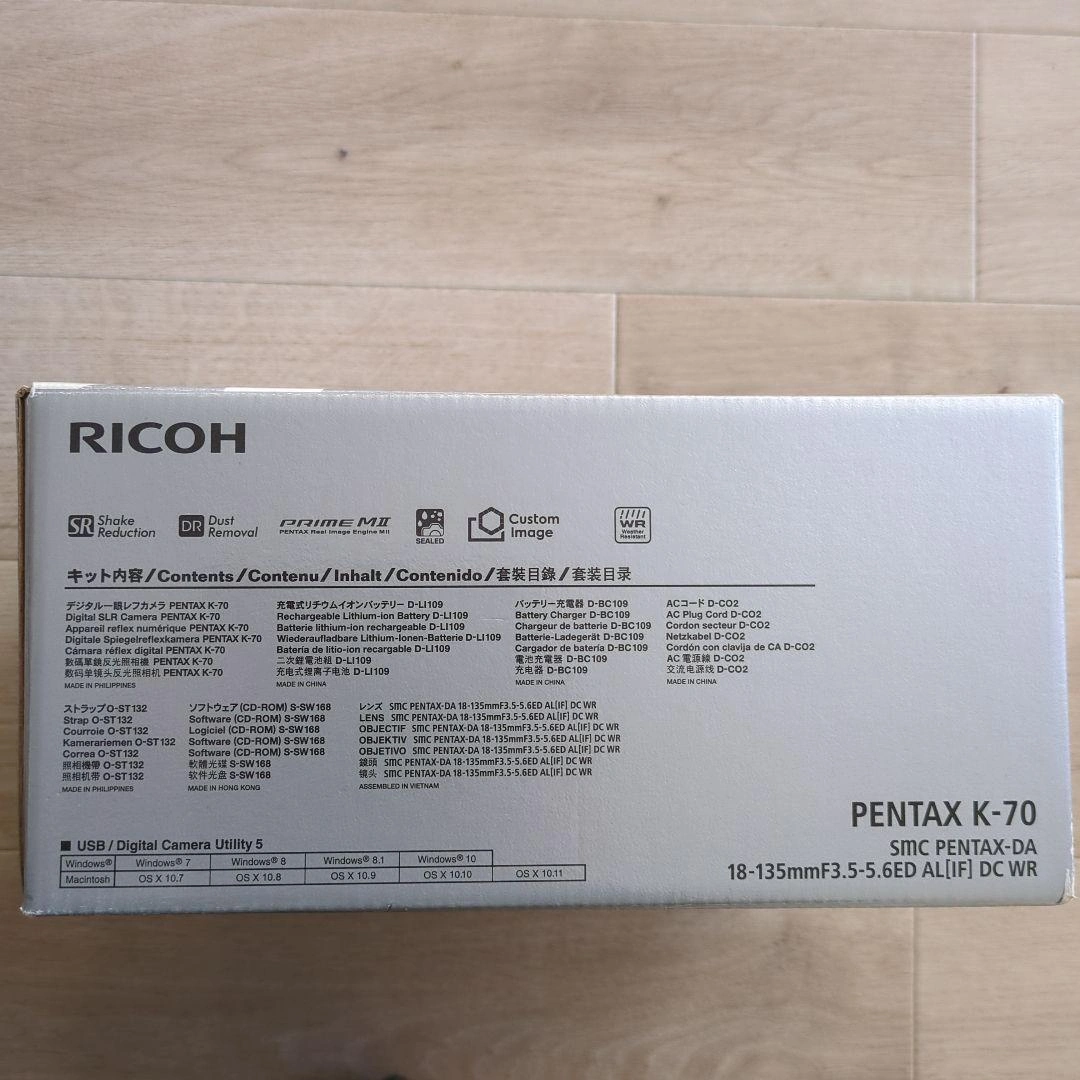 RICOH
SR Shake Reduction
DR Dust Removal
PRIME MII
PENTAX Real Image Engine MII
SEALED
Custom Image
WR
Weather Resistant
キット内容/Contents/Contenu/Inhalt/Contenido/套裝目錄/套装目录
デジタル一眼レフカメラ PENTAX K-70
Digital SLR Camera PENTAX K-70
Appareil reflex numérique PENTAX K-70
Digitale Spiegelreflexkamera PENTAX K-70
Cámara réflex digital PENTAX K-70
數碼單鏡反光照相機 PENTAX K-70
数码单镜头反光照相机 PENTAX K-70
MADE IN PHILIPPINES
充電式リチウムイオンバッテリー D-LI109
Rechargeable Lithium-ion Battery D-LI109
Batterie lithium-ion rechargeable D-LI109
Wiederaufladbare Lithium-Ionen-Batterie D-LI109
Batería de litio-ion recargable D-LI109
二次鋰電池組 D-LI109
充电式锂离子电池 D-LI109
MADE IN CHINA
バッテリー充電器 D-BC109
Battery Charger D-BC109
Chargeur de batterie D-BC109
Batterie-Ladegerät D-BC109
Cargador de batería D-BC109
電池充電器 D-BC109
充电器 D-BC109
MADE IN CHINA
ACコード D-CO2
AC Plug Cord D-CO2
Cordon secteur D-CO2
Netzkabel D-CO2
Cordón con clavija de CA D-CO2
AC電源線 D-CO2
交流电源线 D-CO2
MADE IN CHINA
ストラップO-ST132
Strap O-ST132
Courroie O-ST132
Kamerariemen O-ST132
Correa O-ST132
照相機帶 O-ST132
照相机带 O-ST132
MADE IN PHILIPPINES
ソフトウェア(CD-ROM) S-SW168
Software (CD-ROM) S-SW168
Logiciel (CD-ROM) S-SW168
Software (CD-ROM) S-SW168
Software (CD-ROM) S-SW168
軟體光碟 S-SW168
软件光盘 S-SW168
MADE IN HONG KONG
レンズ SMC PENTAX-DA 18-135mmF3.5-5.6ED AL[IF] DC WR
LENS SMC PENTAX-DA 18-135mmF3.5-5.6ED AL[IF] DC WR
OBJECTIF SMC PENTAX-DA 18-135mmF3.5-5.6ED AL[IF] DC WR
OBJEKTIV SMC PENTAX-DA 18-135mmF3.5-5.6ED AL[IF] DC WR
OBJETIVO SMC PENTAX-DA 18-135mmF3.5-5.6ED AL[IF] DC WR
鏡頭 SMC PENTAX-DA 18-135mmF3.5-5.6ED AL[IF] DC WR
镜头 SMC PENTAX-DA 18-135mmF3.5-5.6ED AL[IF] DC WR
ASSEMBLED IN VIETNAM
■ USB / Digital Camera Utility 5
Windows® Windows® 7 Windows® 8 Windows® 8.1 Windows® 10
Macintosh OS X 10.7 OS X 10.8 OS X 10.9 OS X 10.10 OS X 10.11
PENTAX K-70
SMC PENTAX-DA
18-135mmF3.5-5.6ED AL[IF] DC WR